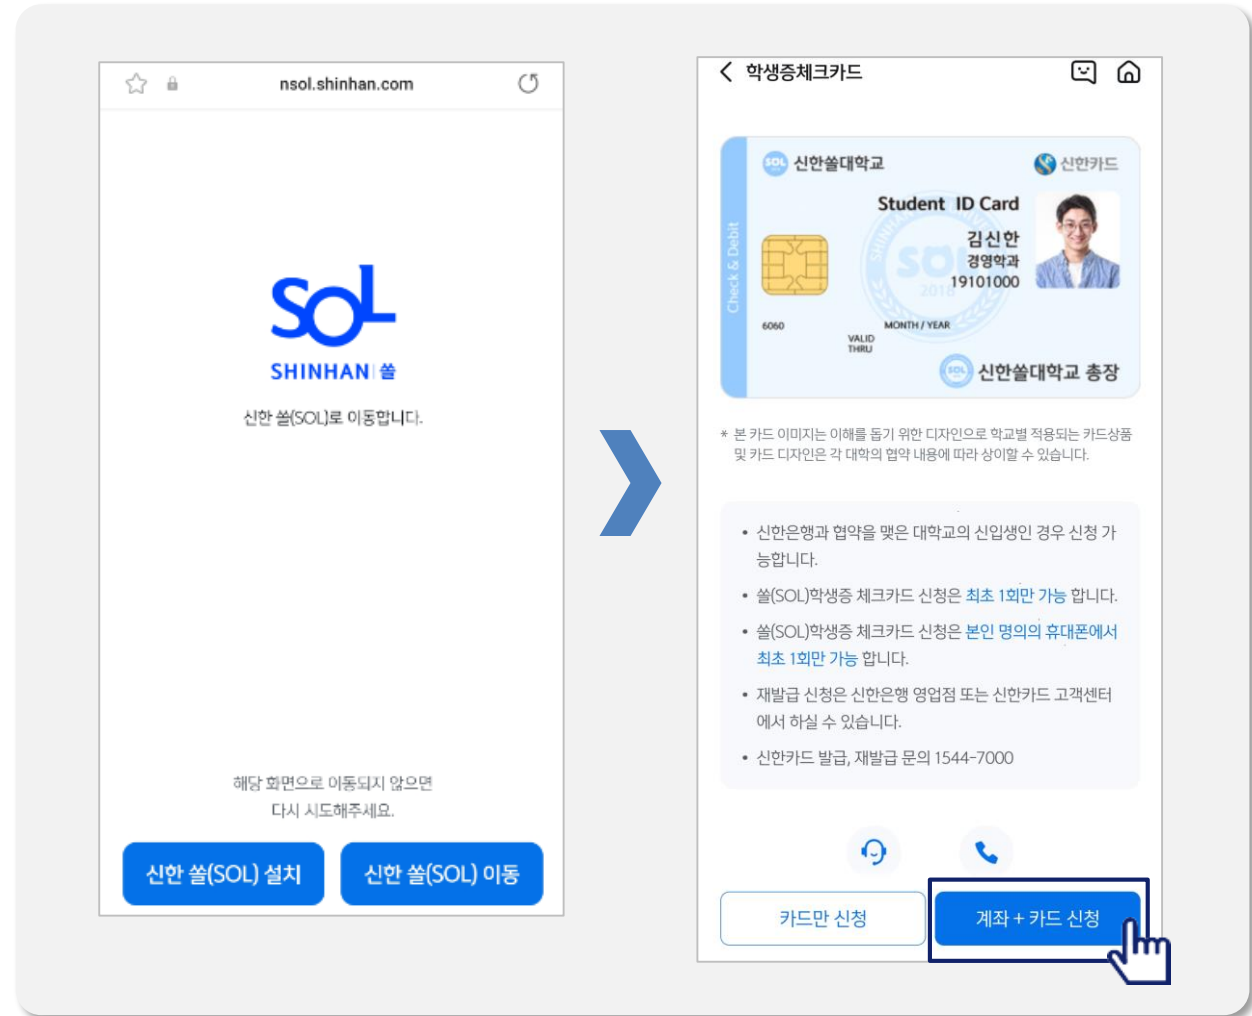 nsol.shinhan.com
SOL
SHINHAN 쏠
신한 쏠(SOL)로 이동합니다.
해당 화면으로 이동되지 않으면
다시 시도해주세요.
신한 쏠(SOL) 설치
신한 쏠(SOL) 이동
학생증체크카드
SOL 신한쏠대학교
신한카드
Student ID Card
김신한
경영학과
19101000
Check & Debit
SOL
2018
6060
MONTH / YEAR
VALID
THRU
SOL 신한쏠대학교 총장
* 본 카드 이미지는 이해를 돕기 위한 디자인으로 학교별 적용되는 카드상품
및 카드 디자인은 각 대학의 협약 내용에 따라 상이할 수 있습니다.
• 신한은행과 협약을 맺은 대학교의 신입생인 경우 신청 가
능합니다.
• 쏠(SOL)학생증 체크카드 신청은 최초 1회만 가능 합니다.
• 쏠(SOL)학생증 체크카드 신청은 본인 명의의 휴대폰에서
최초 1회만 가능 합니다.
• 재발급 신청은 신한은행 영업점 또는 신한카드 고객센터
에서 하실 수 있습니다.
• 신한카드 발급, 재발급 문의 1544-7000
카드만 신청
계좌 + 카드 신청